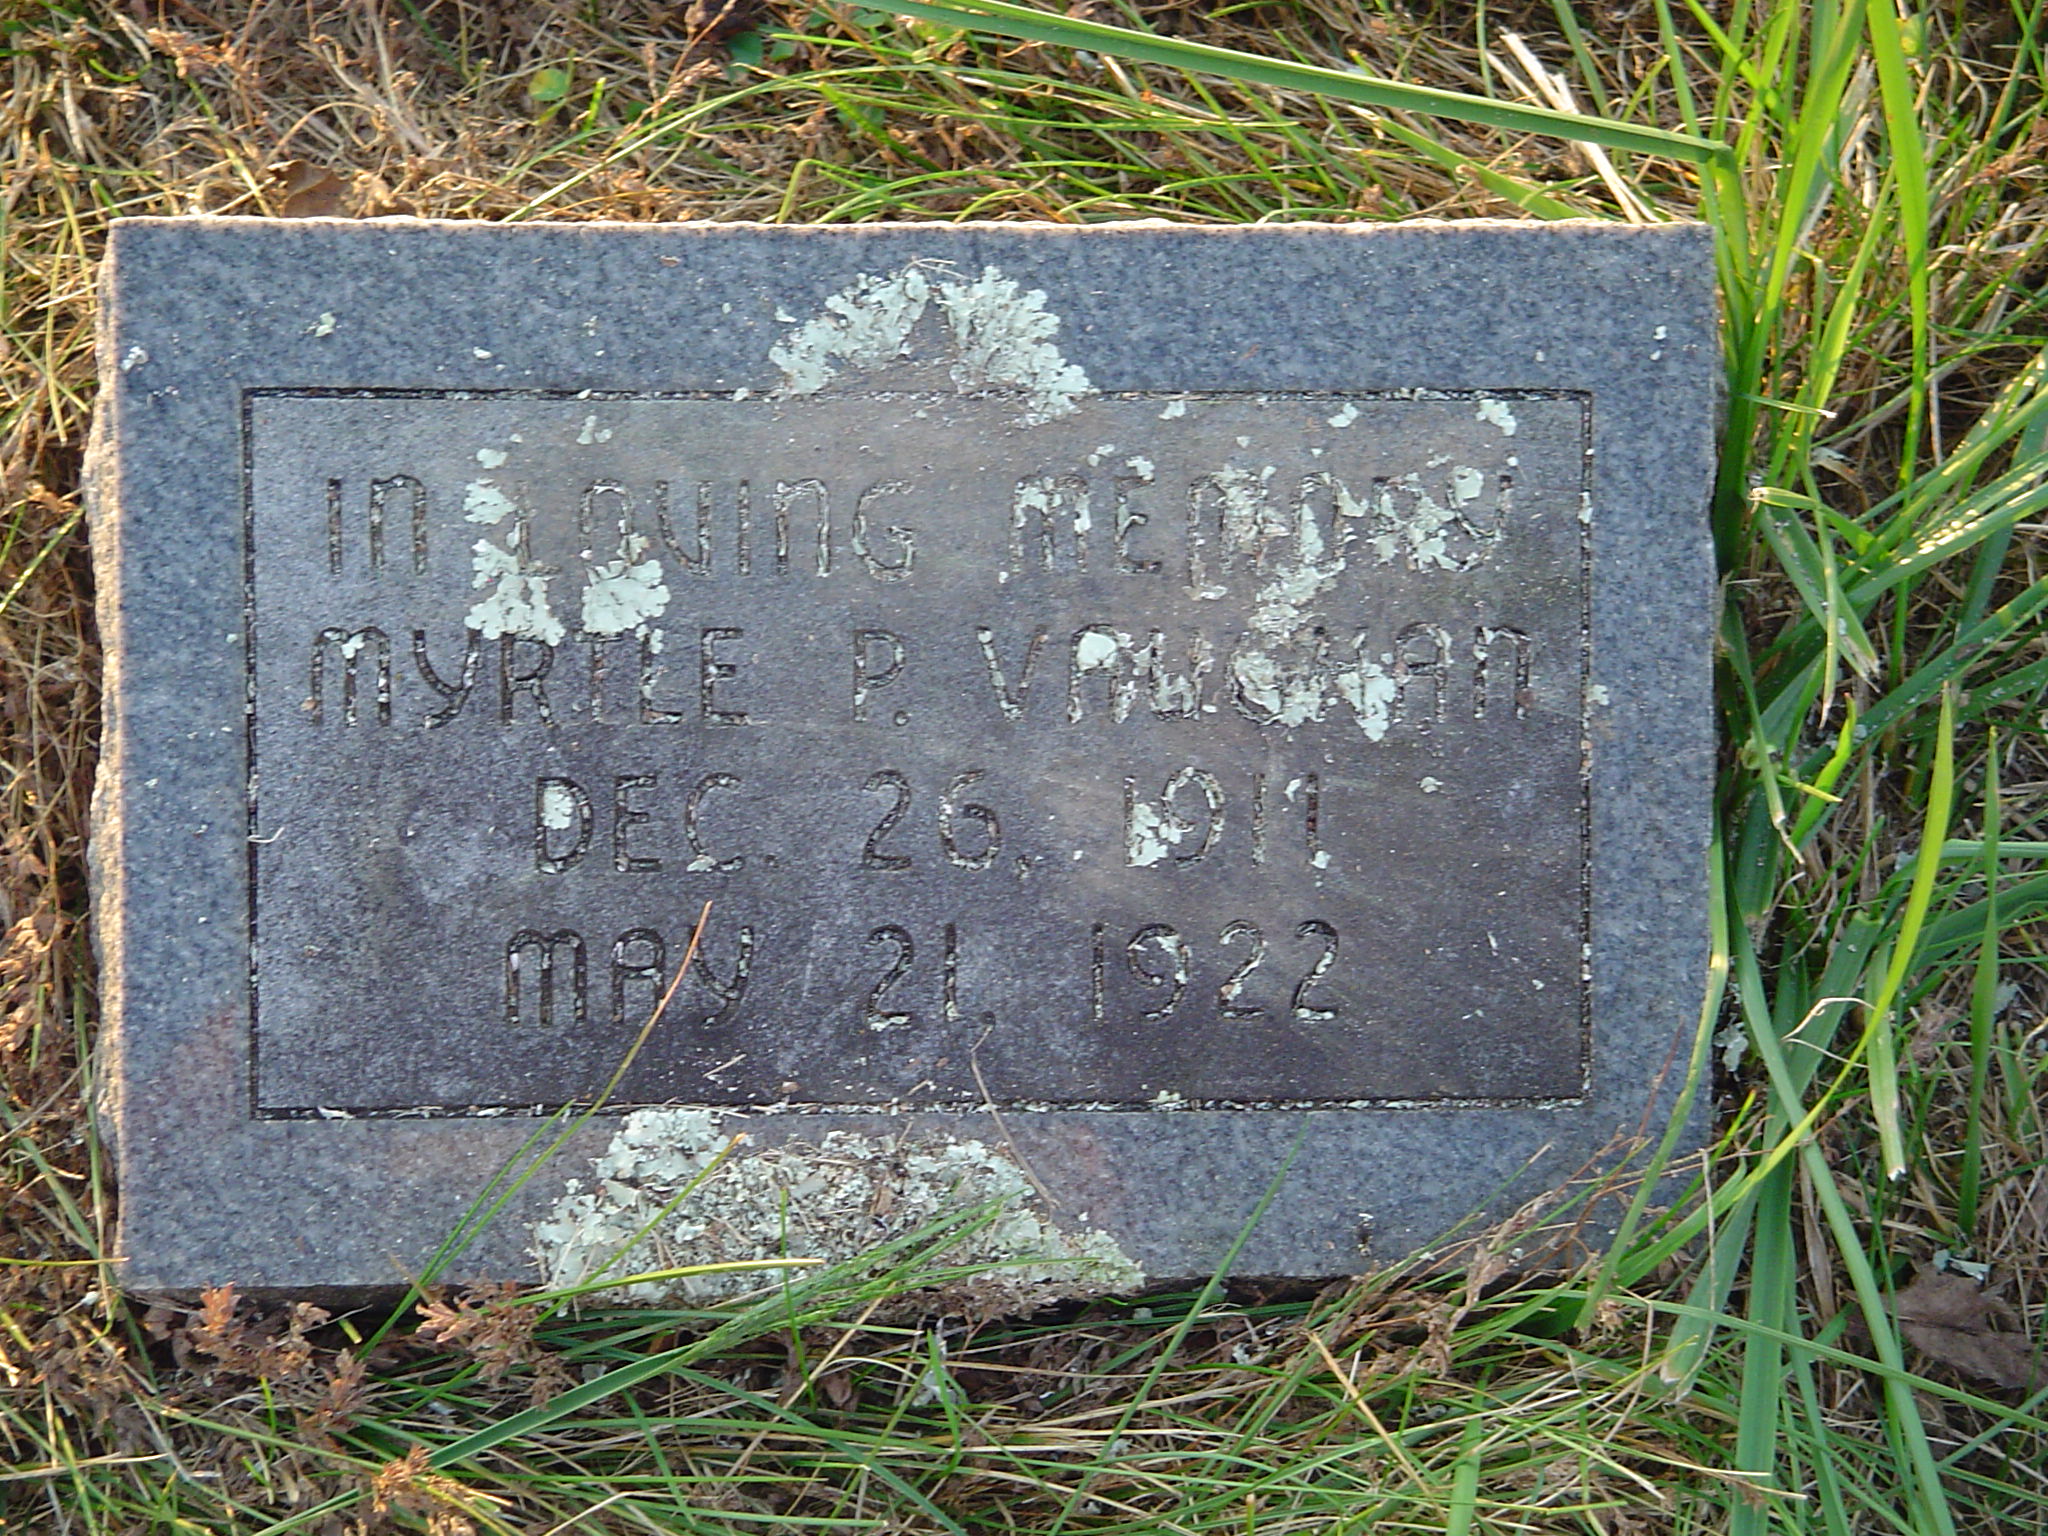 IN LOVING MEMORY
MYRTLE P. VAUGHAN
DEC. 26, 1911
MAY 21, 1922